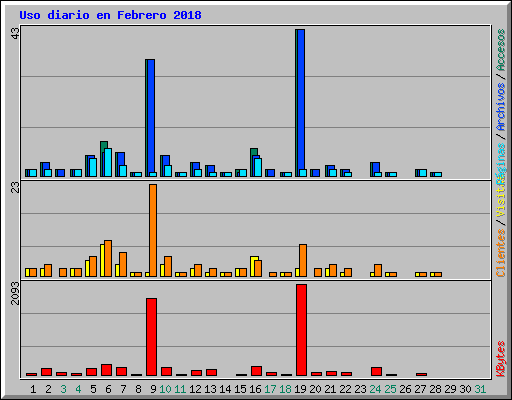 Uso diario en Febrero 2018
43
23
2093
Accesos / Archivos / Páginas
Clientes / Visitas
KBytes
1 2 3 4 5 6 7 8 9 10 11 12 13 14 15 16 17 18 19 20 21 22 23 24 25 26 27 28 29 30 31